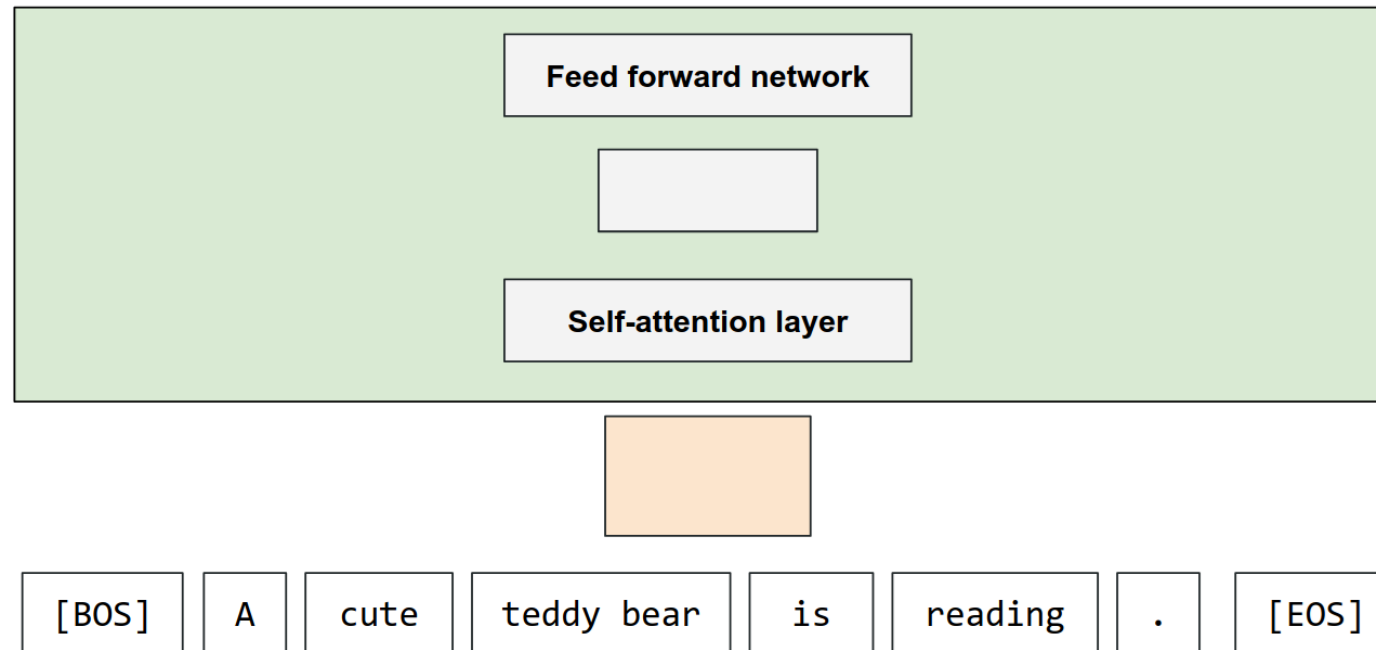 Feed forward network
Self-attention layer
[BOS] A cute teddy bear is reading . [EOS]